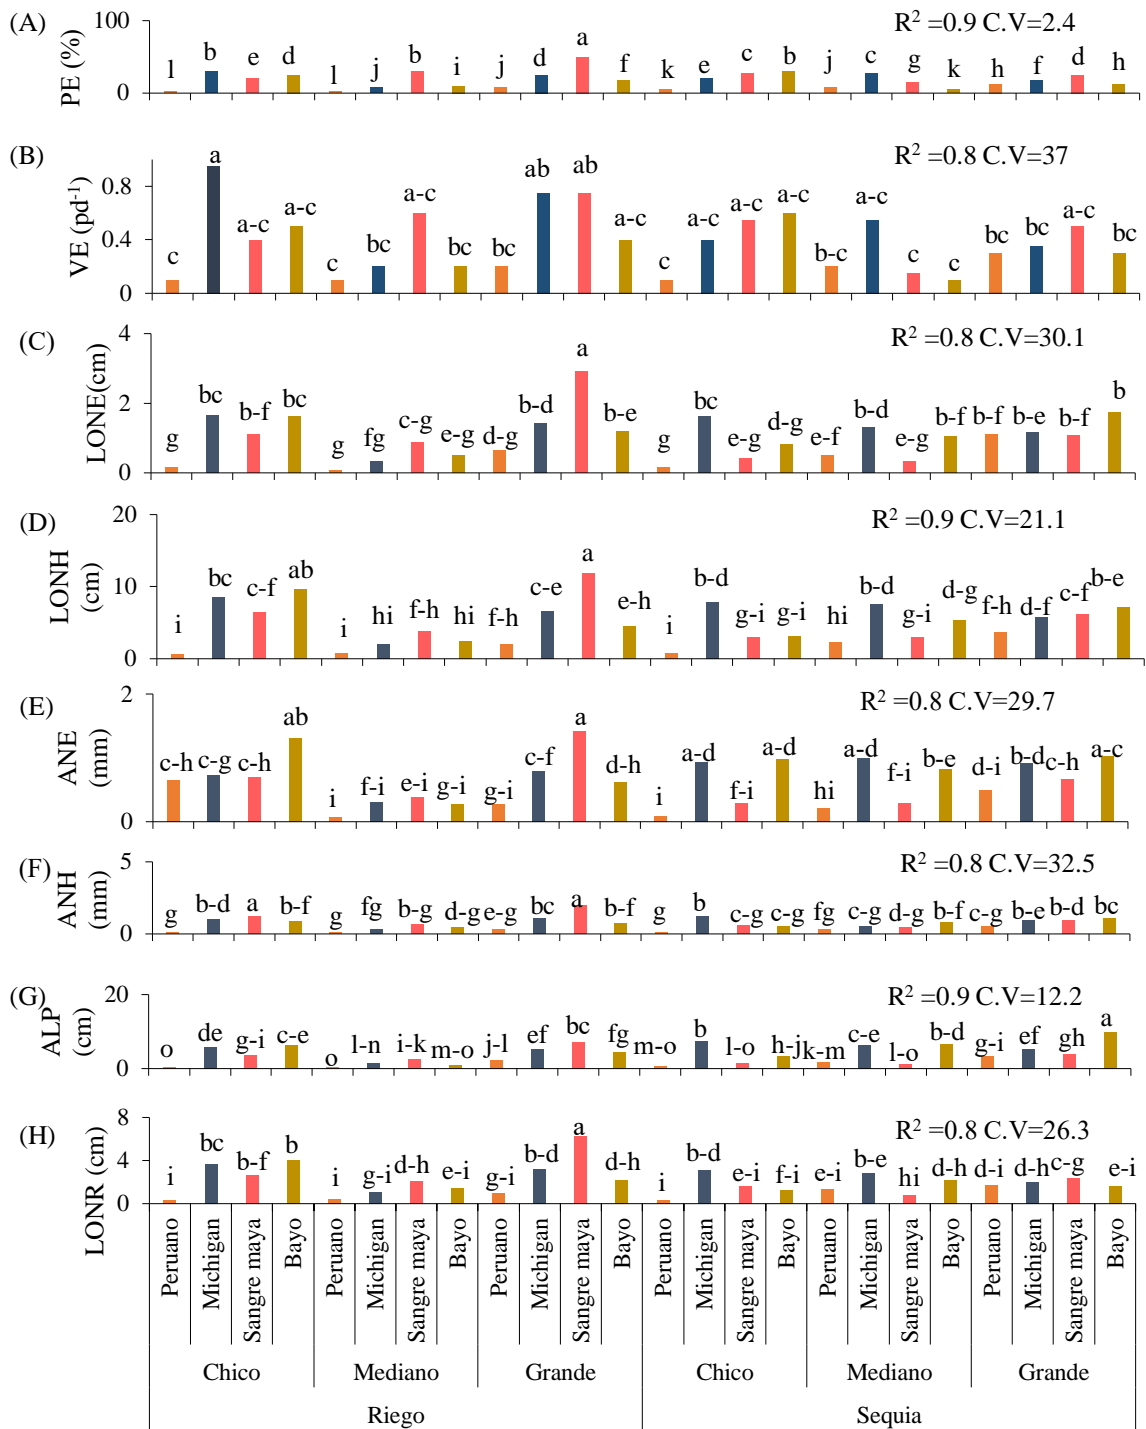 (A)
PE (%)
100
0
R² =0.9 C.V=2.4
l b e d l j b i j d a f k e c b j c g k h f d h
(B)
VE (pd⁻¹)
0.8
0.4
0
R² =0.8 C.V=37
c a a-c a-c c bc a-c bc bc ab ab a-c c a-c a-c a-c b-c a-c c c bc bc a-c bc
(C)
LONE(cm)
4
2
0
R² =0.8 C.V=30.1
g bc b-f bc g fg c-g e-g d-g b-d a b-e g bc e-g d-g e-f b-d e-g b-f b-f b-e b-f b
(D)
LONH
(cm)
20
10
0
R² =0.9 C.V=21.1
i bc c-f ab i hi f-h hi f-h c-e a e-h i b-d g-i g-i hi b-d g-i d-g f-h d-f c-f b-e
(E)
ANE
(mm)
2
0
R² =0.8 C.V=29.7
c-h c-g c-h ab i f-i e-i g-i g-i c-f a d-h i a-d f-i a-d hi a-d f-i b-e d-i b-d c-h a-c
(F)
ANH
(mm)
5
0
R² =0.8 C.V=32.5
g b-d a b-f g fg b-g d-g e-g bc a b-f g b c-g c-g fg c-g d-g b-f c-g b-e b-d bc
(G)
ALP
(cm)
20
0
R² =0.9 C.V=12.2
o de g-i c-e o l-n i-k m-o j-l ef bc fg m-o b l-o h-j k-m c-e l-o b-d g-i ef gh a
(H)
LONR (cm)
8
4
0
R² =0.8 C.V=26.3
i bc b-f b i g-i d-h e-i g-i b-d a d-h i b-d e-i f-i e-i b-e hi d-h d-i d-h c-g e-i
Peruano Michigan Sangre maya Bayo Peruano Michigan Sangre maya Bayo Peruano Michigan Sangre maya Bayo Peruano Michigan Sangre maya Bayo Peruano Michigan Sangre maya Bayo Peruano Michigan Sangre maya Bayo
Chico Mediano Grande Chico Mediano Grande
Riego Sequia